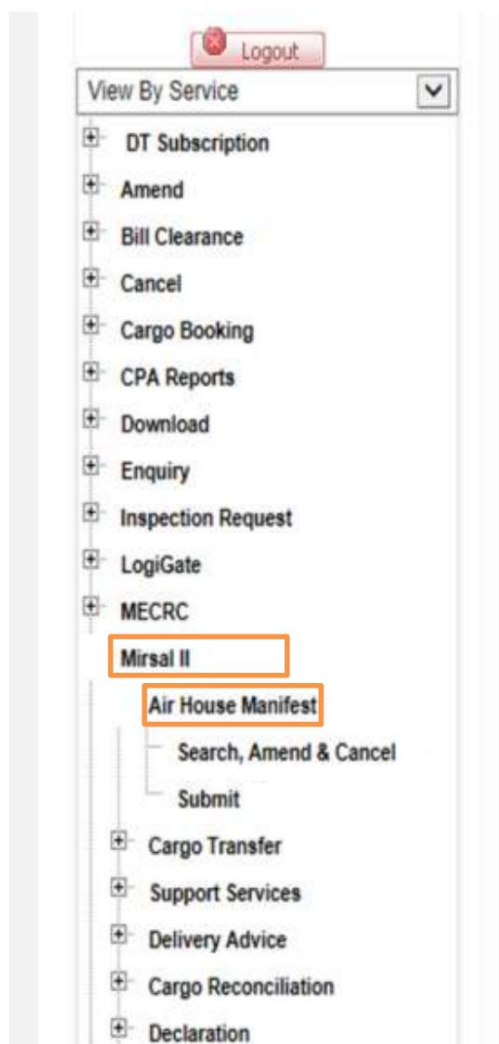 Logout
View By Service
DT Subscription
Amend
Bill Clearance
Cancel
Cargo Booking
CPA Reports
Download
Enquiry
Inspection Request
LogiGate
MECRC
Mirsal II
Air House Manifest
Search, Amend & Cancel
Submit
Cargo Transfer
Support Services
Delivery Advice
Cargo Reconciliation
Declaration